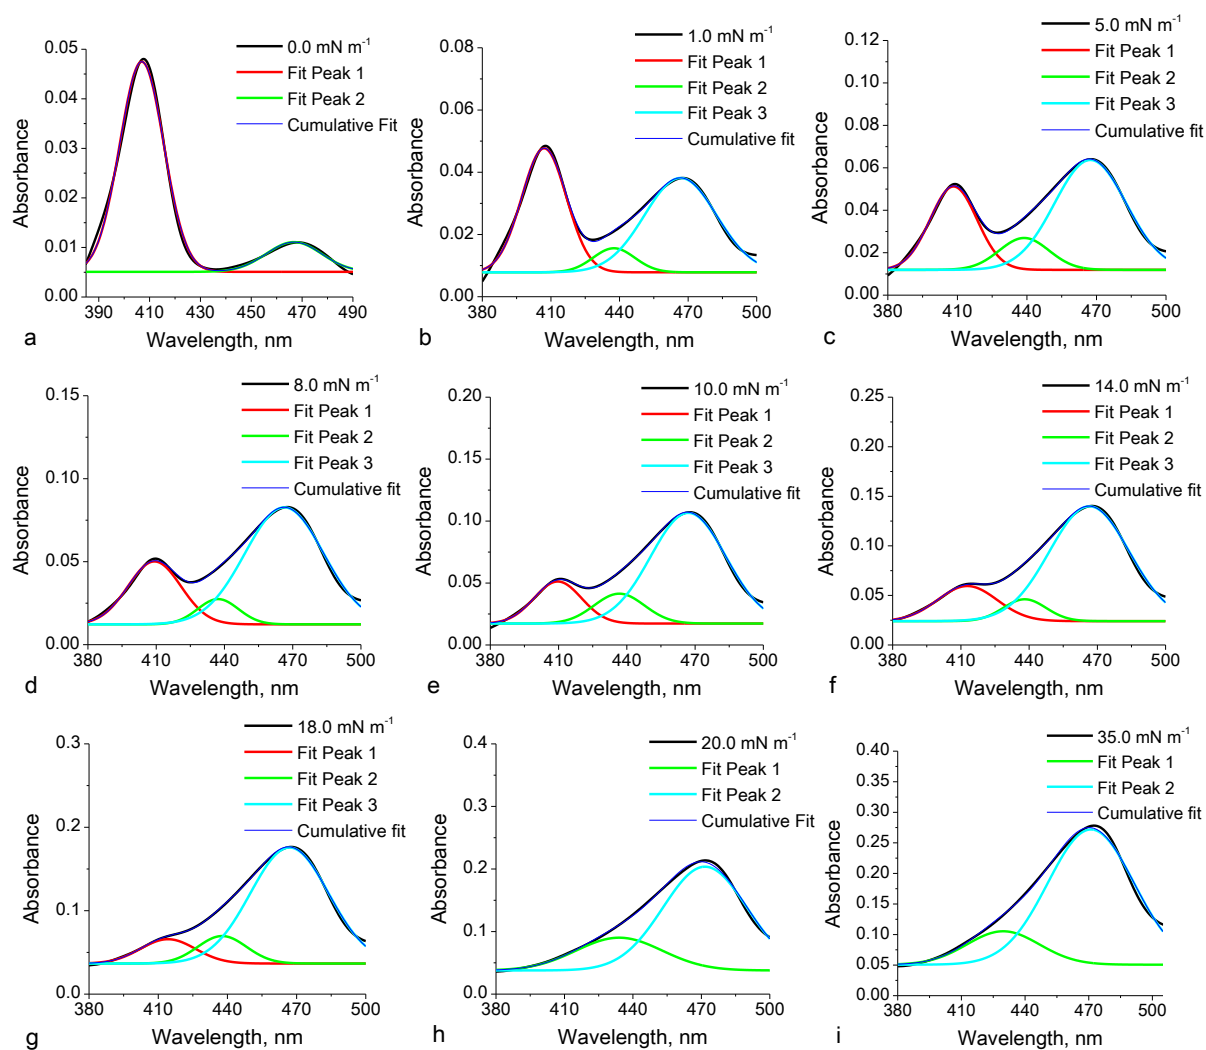 0.05
0.04
0.03
0.02
0.01
0.00
390
410
430
450
470
490
Absorbance
Wavelength, nm
0.0 mN m⁻¹
Fit Peak 1
Fit Peak 2
Cumulative Fit
a
0.08
0.06
0.04
0.02
0.00
380
410
440
470
500
Absorbance
Wavelength, nm
1.0 mN m⁻¹
Fit Peak 1
Fit Peak 2
Fit Peak 3
Cumulative fit
b
0.12
0.10
0.08
0.06
0.04
0.02
0.00
380
410
440
470
500
Absorbance
Wavelength, nm
5.0 mN m⁻¹
Fit Peak 1
Fit Peak 2
Fit Peak 3
Cumulative fit
c
0.15
0.10
0.05
0.00
380
410
440
470
500
Absorbance
Wavelength, nm
8.0 mN m⁻¹
Fit Peak 1
Fit Peak 2
Fit Peak 3
Cumulative fit
d
0.20
0.15
0.10
0.05
0.00
380
410
440
470
500
Absorbance
Wavelength, nm
10.0 mN m⁻¹
Fit Peak 1
Fit Peak 2
Fit Peak 3
Cumulative fit
e
0.25
0.20
0.15
0.10
0.05
0.00
380
410
440
470
500
Absorbance
Wavelength, nm
14.0 mN m⁻¹
Fit Peak 1
Fit Peak 2
Fit Peak 3
Cumulative fit
f
0.3
0.2
0.1
0.0
380
410
440
470
500
Absorbance
Wavelength, nm
18.0 mN m⁻¹
Fit Peak 1
Fit Peak 2
Fit Peak 3
Cumulative fit
g
0.4
0.3
0.2
0.1
0.0
380
410
440
470
500
Absorbance
Wavelength, nm
20.0 mN m⁻¹
Fit Peak 1
Fit Peak 2
Cumulative Fit
h
0.40
0.35
0.30
0.25
0.20
0.15
0.10
0.05
0.00
380
410
440
470
500
Absorbance
Wavelength, nm
35.0 mN m⁻¹
Fit Peak 1
Fit Peak 2
Cumulative fit
i